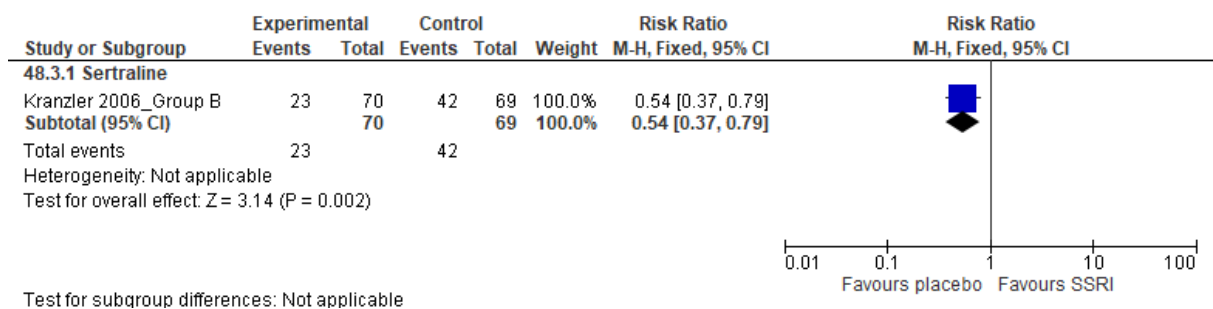 Experimental Control Risk Ratio Risk Ratio
Study or Subgroup Events Total Events Total Weight M-H, Fixed, 95% CI M-H, Fixed, 95% CI
48.3.1 Sertraline
Kranzler 2006_Group B 23 70 42 69 100.0% 0.54 [0.37, 0.79]
Subtotal (95% CI) 70 69 100.0% 0.54 [0.37, 0.79]
Total events 23 42
Heterogeneity: Not applicable
Test for overall effect: Z = 3.14 (P = 0.002)
0.01 0.1 1 10 100
Favours placebo Favours SSRI
Test for subgroup differences: Not applicable